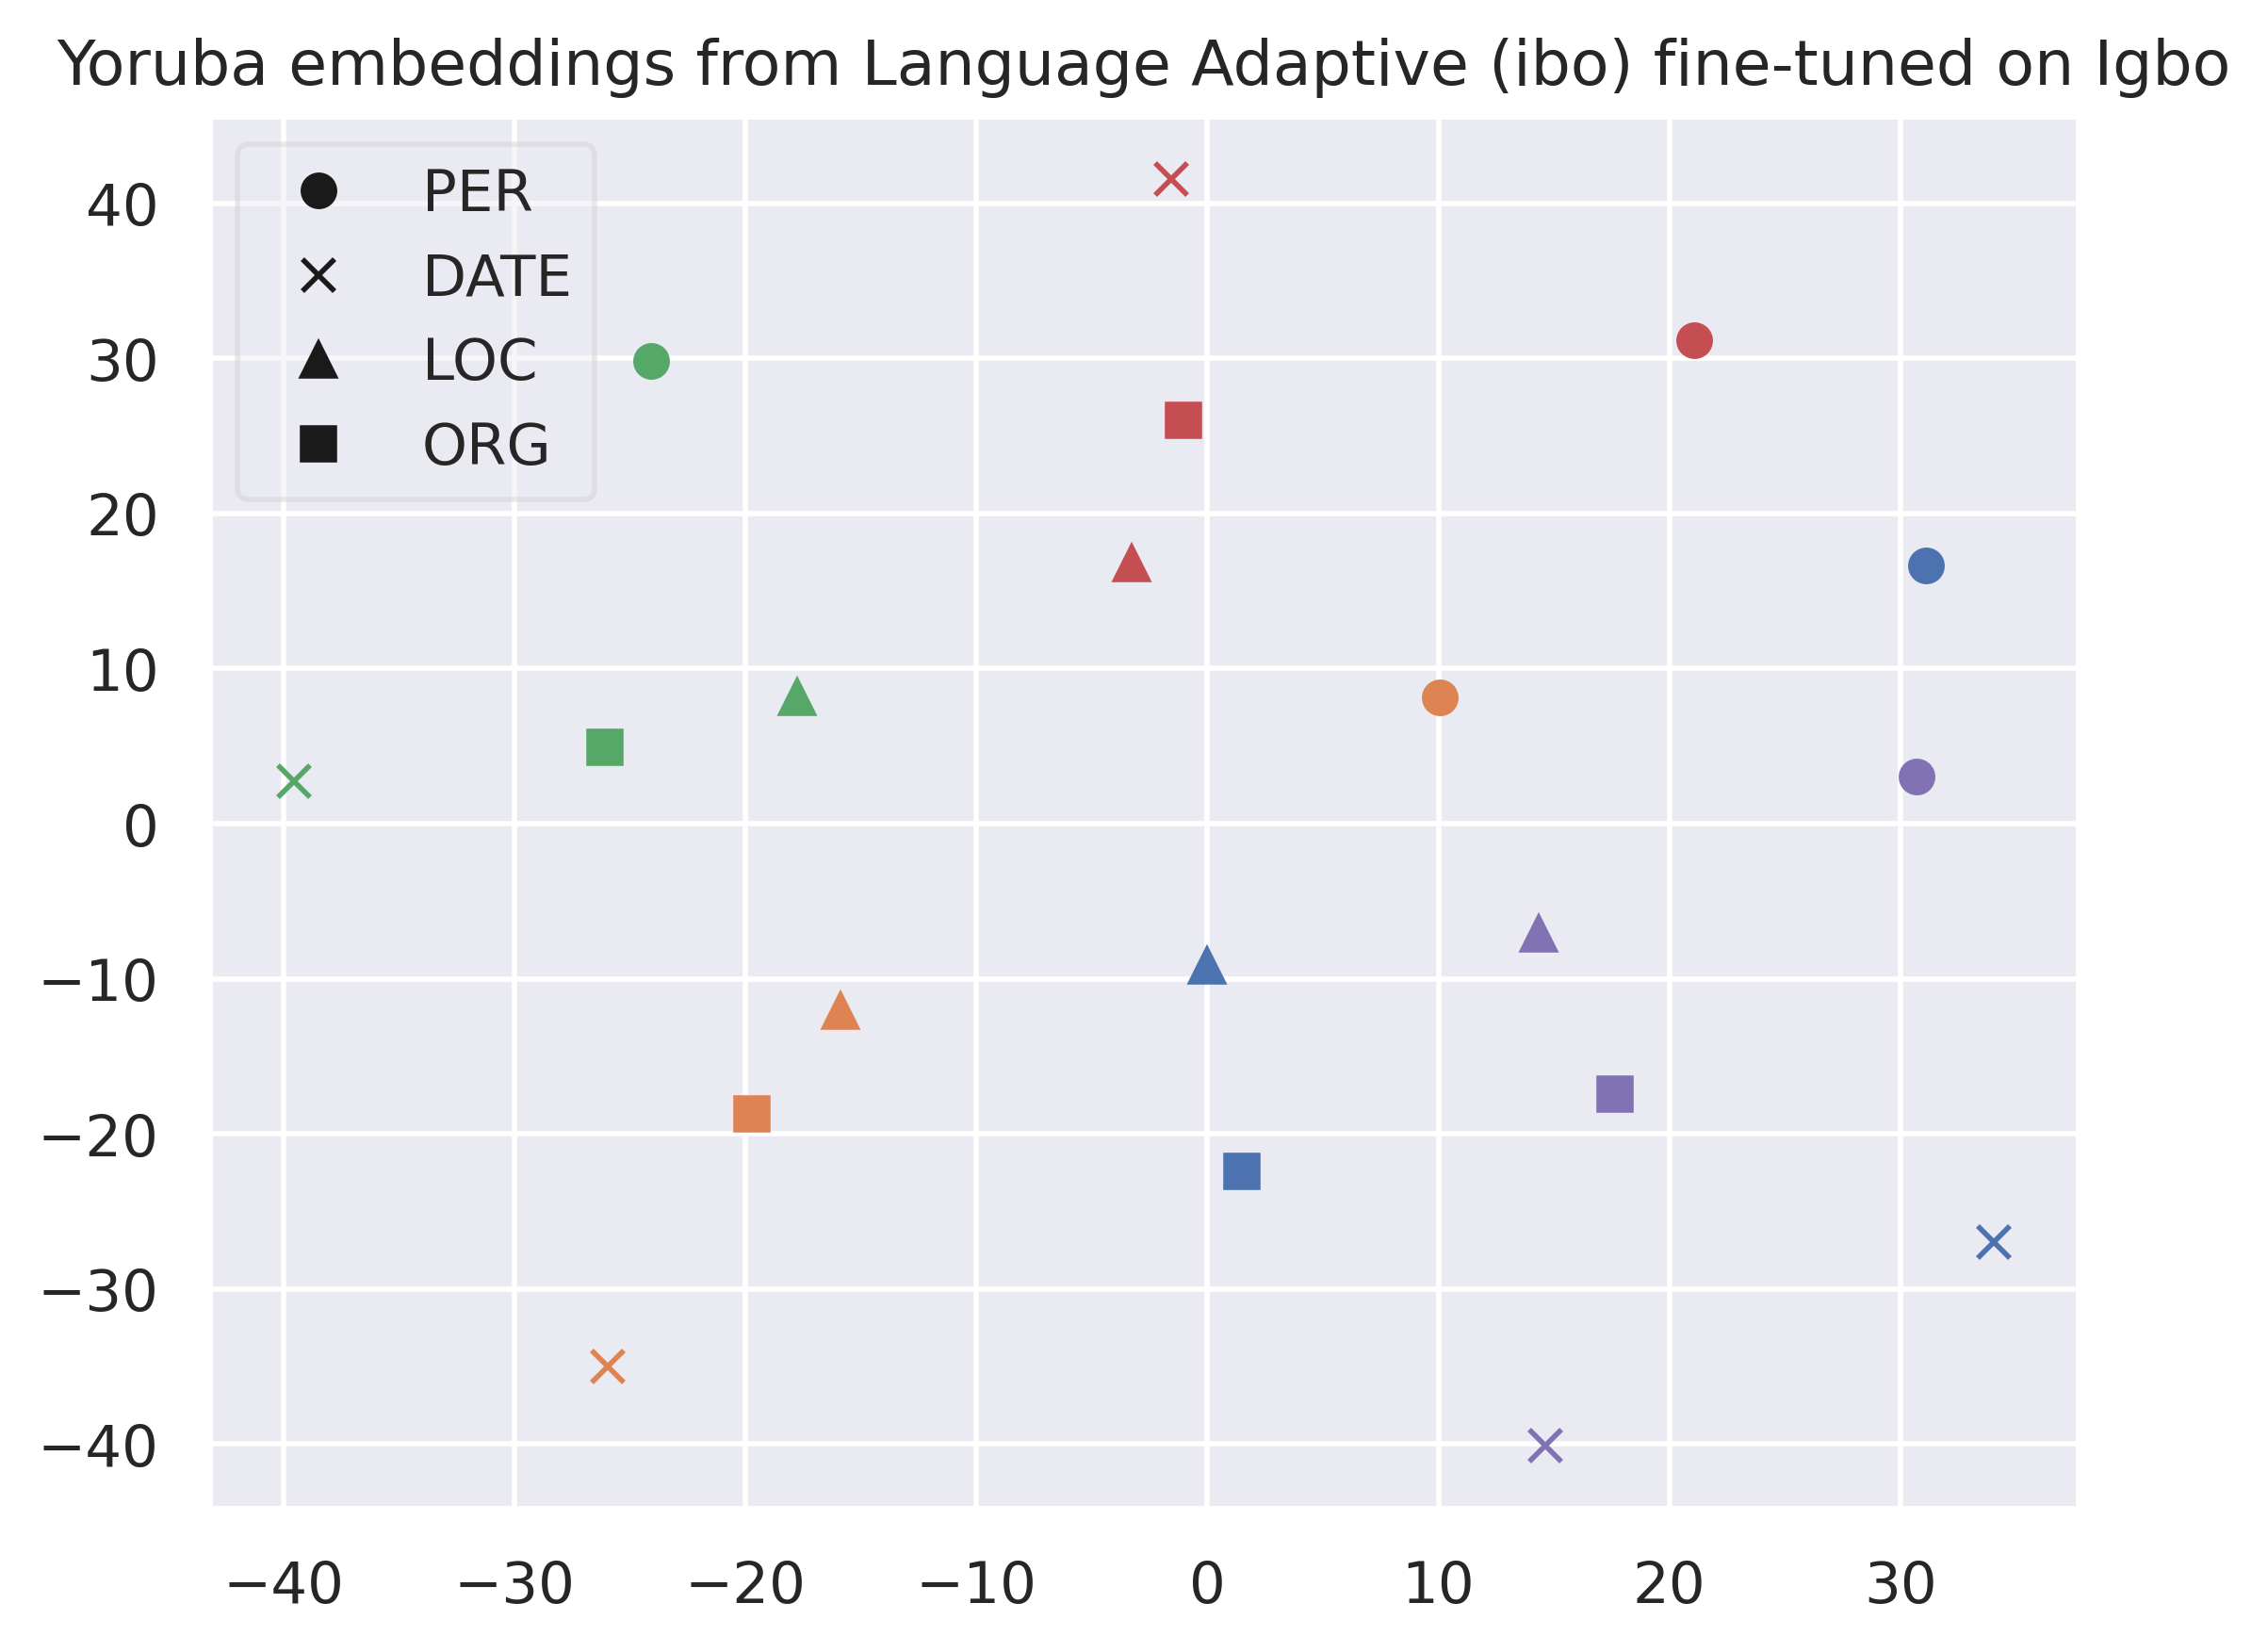 Yoruba embeddings from Language Adaptive (ibo) fine-tuned on Igbo
PER
DATE
LOC
ORG
40
30
20
10
0
−10
−20
−30
−40
−40 −30 −20 −10 0 10 20 30